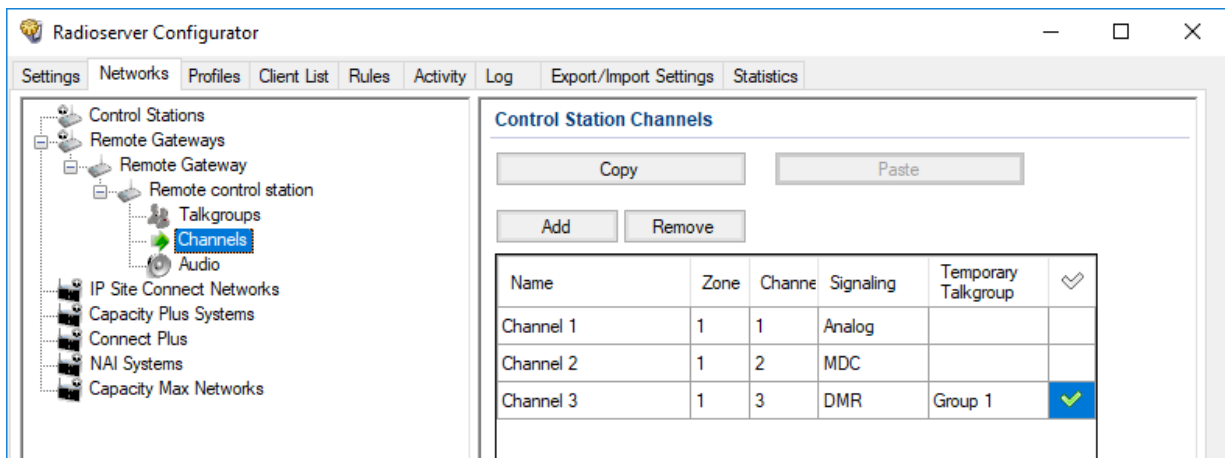 Radioserver Configurator
Settings Networks Profiles Client List Rules Activity Log Export/Import Settings Statistics
Control Stations
Remote Gateways
Remote Gateway
Remote control station
Talkgroups
Channels
Audio
IP Site Connect Networks
Capacity Plus Systems
Connect Plus
NAI Systems
Capacity Max Networks
Control Station Channels
Copy Paste
Add Remove
Name Zone Channe Signaling Temporary Talkgroup
Channel 1 1 1 Analog
Channel 2 1 2 MDC
Channel 3 1 3 DMR Group 1